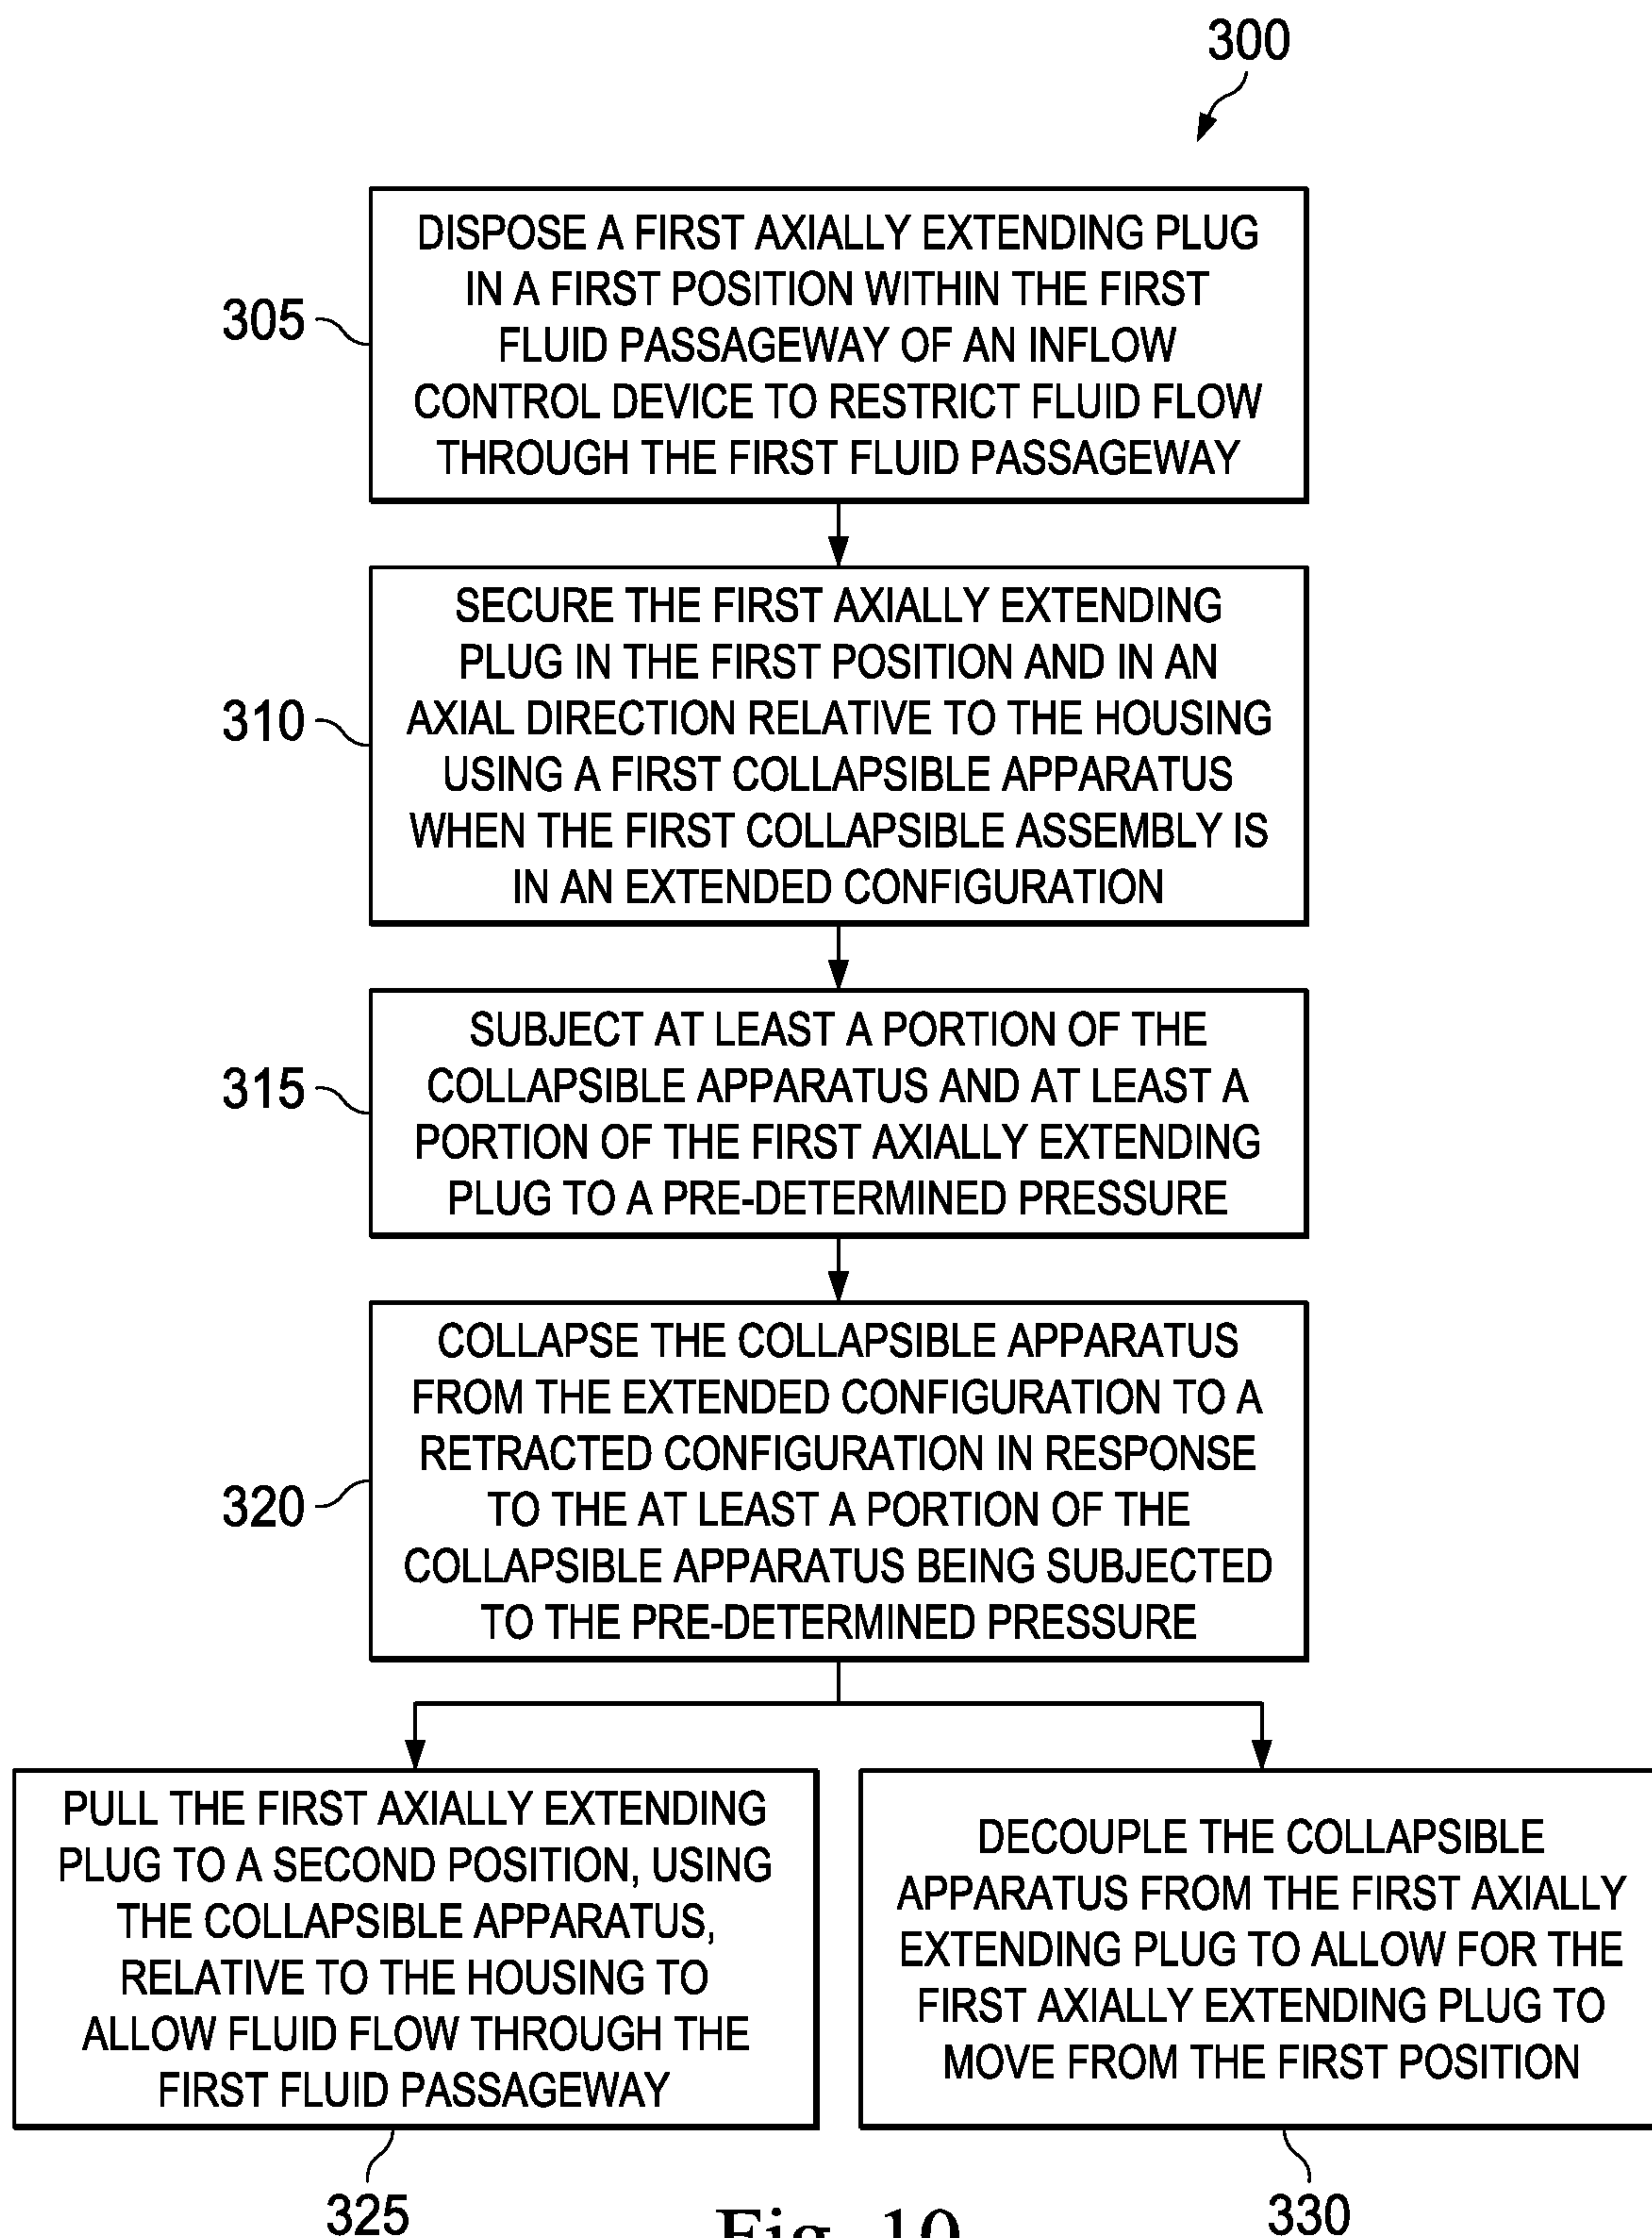 300
DISPOSE A FIRST AXIALLY EXTENDING PLUG
IN A FIRST POSITION WITHIN THE FIRST
FLUID PASSAGEWAY OF AN INFLOW
CONTROL DEVICE TO RESTRICT FLUID FLOW
THROUGH THE FIRST FLUID PASSAGEWAY
305
SECURE THE FIRST AXIALLY EXTENDING
PLUG IN THE FIRST POSITION AND IN AN
AXIAL DIRECTION RELATIVE TO THE HOUSING
USING A FIRST COLLAPSIBLE APPARATUS
WHEN THE FIRST COLLAPSIBLE ASSEMBLY IS
IN AN EXTENDED CONFIGURATION
310
SUBJECT AT LEAST A PORTION OF THE
COLLAPSIBLE APPARATUS AND AT LEAST A
PORTION OF THE FIRST AXIALLY EXTENDING
PLUG TO A PRE-DETERMINED PRESSURE
315
COLLAPSE THE COLLAPSIBLE APPARATUS
FROM THE EXTENDED CONFIGURATION TO A
RETRACTED CONFIGURATION IN RESPONSE
TO THE AT LEAST A PORTION OF THE
COLLAPSIBLE APPARATUS BEING SUBJECTED
TO THE PRE-DETERMINED PRESSURE
320
PULL THE FIRST AXIALLY EXTENDING
PLUG TO A SECOND POSITION, USING
THE COLLAPSIBLE APPARATUS,
RELATIVE TO THE HOUSING TO
ALLOW FLUID FLOW THROUGH THE
FIRST FLUID PASSAGEWAY
325
DECOUPLE THE COLLAPSIBLE
APPARATUS FROM THE FIRST AXIALLY
EXTENDING PLUG TO ALLOW FOR THE
FIRST AXIALLY EXTENDING PLUG TO
MOVE FROM THE FIRST POSITION
330
Fig. 10